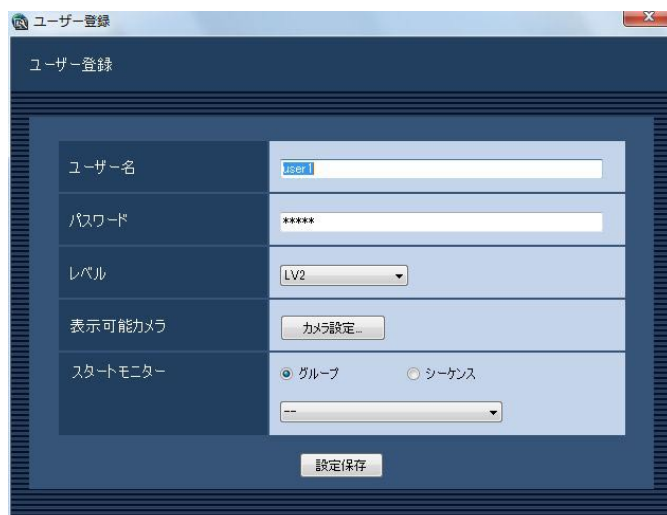 ユーザー登録
ユーザー登録
ユーザー名
user1
パスワード
*****
レベル
LV2
表示可能カメラ
カメラ設定...
スタートモニター
グループ
シーケンス
--
設定保存